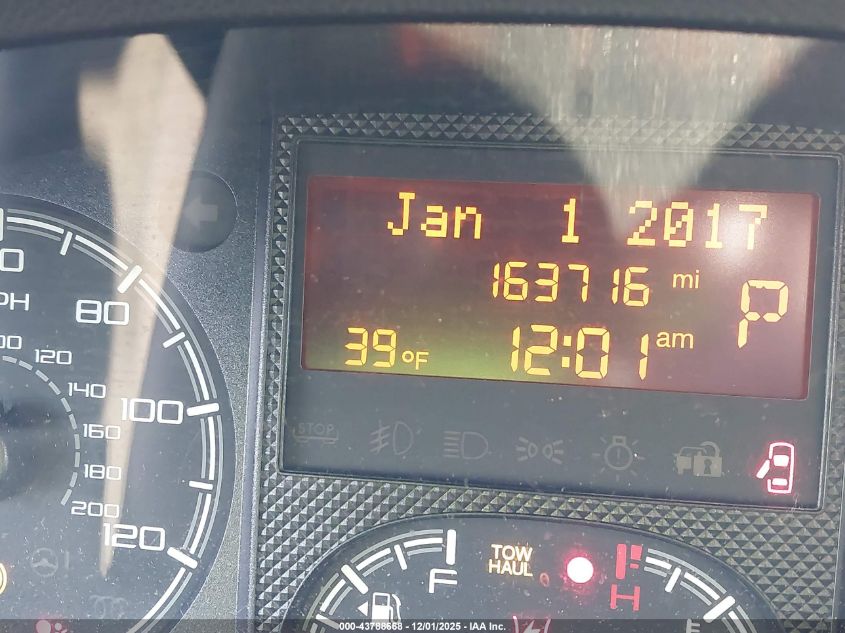 Jan 1 2017
163716 mi
P
39°F 12:01 am
80
PH
120
140
100
160
180
200
120
STOP
TOW
HAUL
F
H
000-43788668 - 12/01/2025 - IAA Inc.